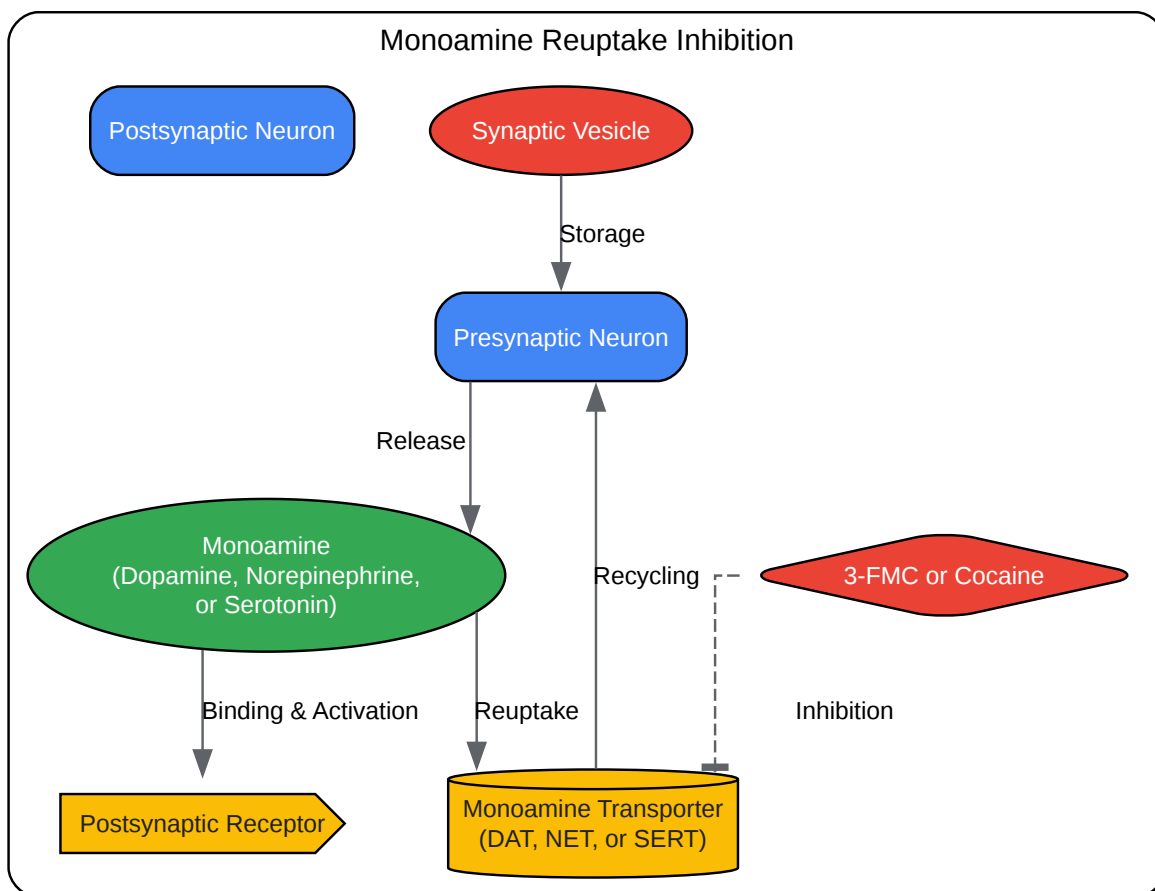 Monoamine Reuptake Inhibition
Postsynaptic Neuron
Synaptic Vesicle
Storage
Presynaptic Neuron
Release
Monoamine
(Dopamine, Norepinephrine,
or Serotonin)
Recycling
3-FMC or Cocaine
Binding & Activation
Reuptake
Inhibition
Postsynaptic Receptor
Monoamine Transporter
(DAT, NET, or SERT)